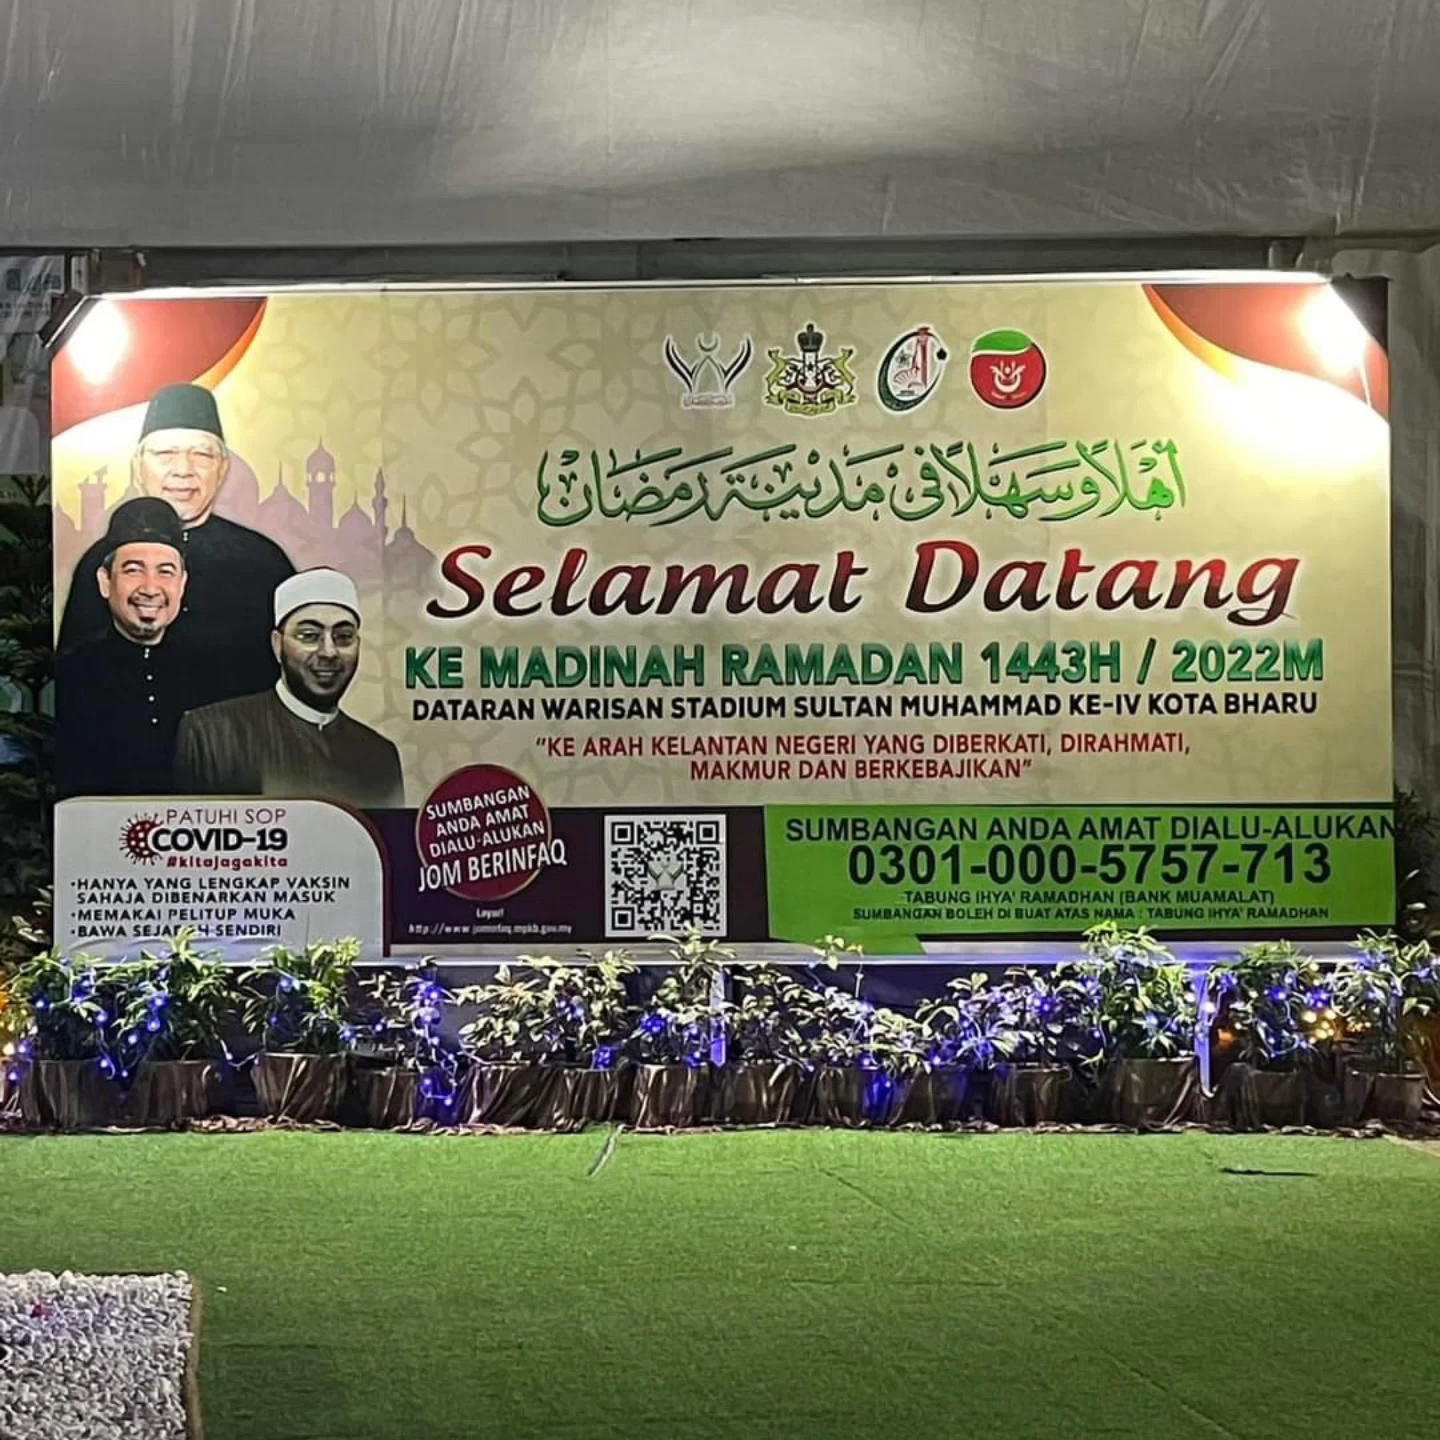 أهلا وسهلا في مدينة رمضان
Selamat Datang
KE MADINAH RAMADAN 1443H / 2022M
DATARAN WARISAN STADIUM SULTAN MUHAMMAD KE-IV KOTA BHARU
"KE ARAH KELANTAN NEGERI YANG DIBERKATI, DIRAHMATI,
MAKMUR DAN BERKEBAJIKAN"
PATUHI SOP
COVID-19
#kitajagakita
•HANYA YANG LENGKAP VAKSIN
SAHAJA DIBENARKAN MASUK
•MEMAKAI PELITUP MUKA
•BAWA SEJADAH SENDIRI
SUMBANGAN
ANDA AMAT
DIALU-ALUKAN
JOM BERINFAQ
Layari
SUMBANGAN ANDA AMAT DIALU-ALUKAN
0301-000-5757-713
TABUNG IHYA' RAMADHAN (BANK MUAMALAT)
SUMBANGAN BOLEH DI BUAT ATAS NAMA : TABUNG IHYA' RAMADHAN